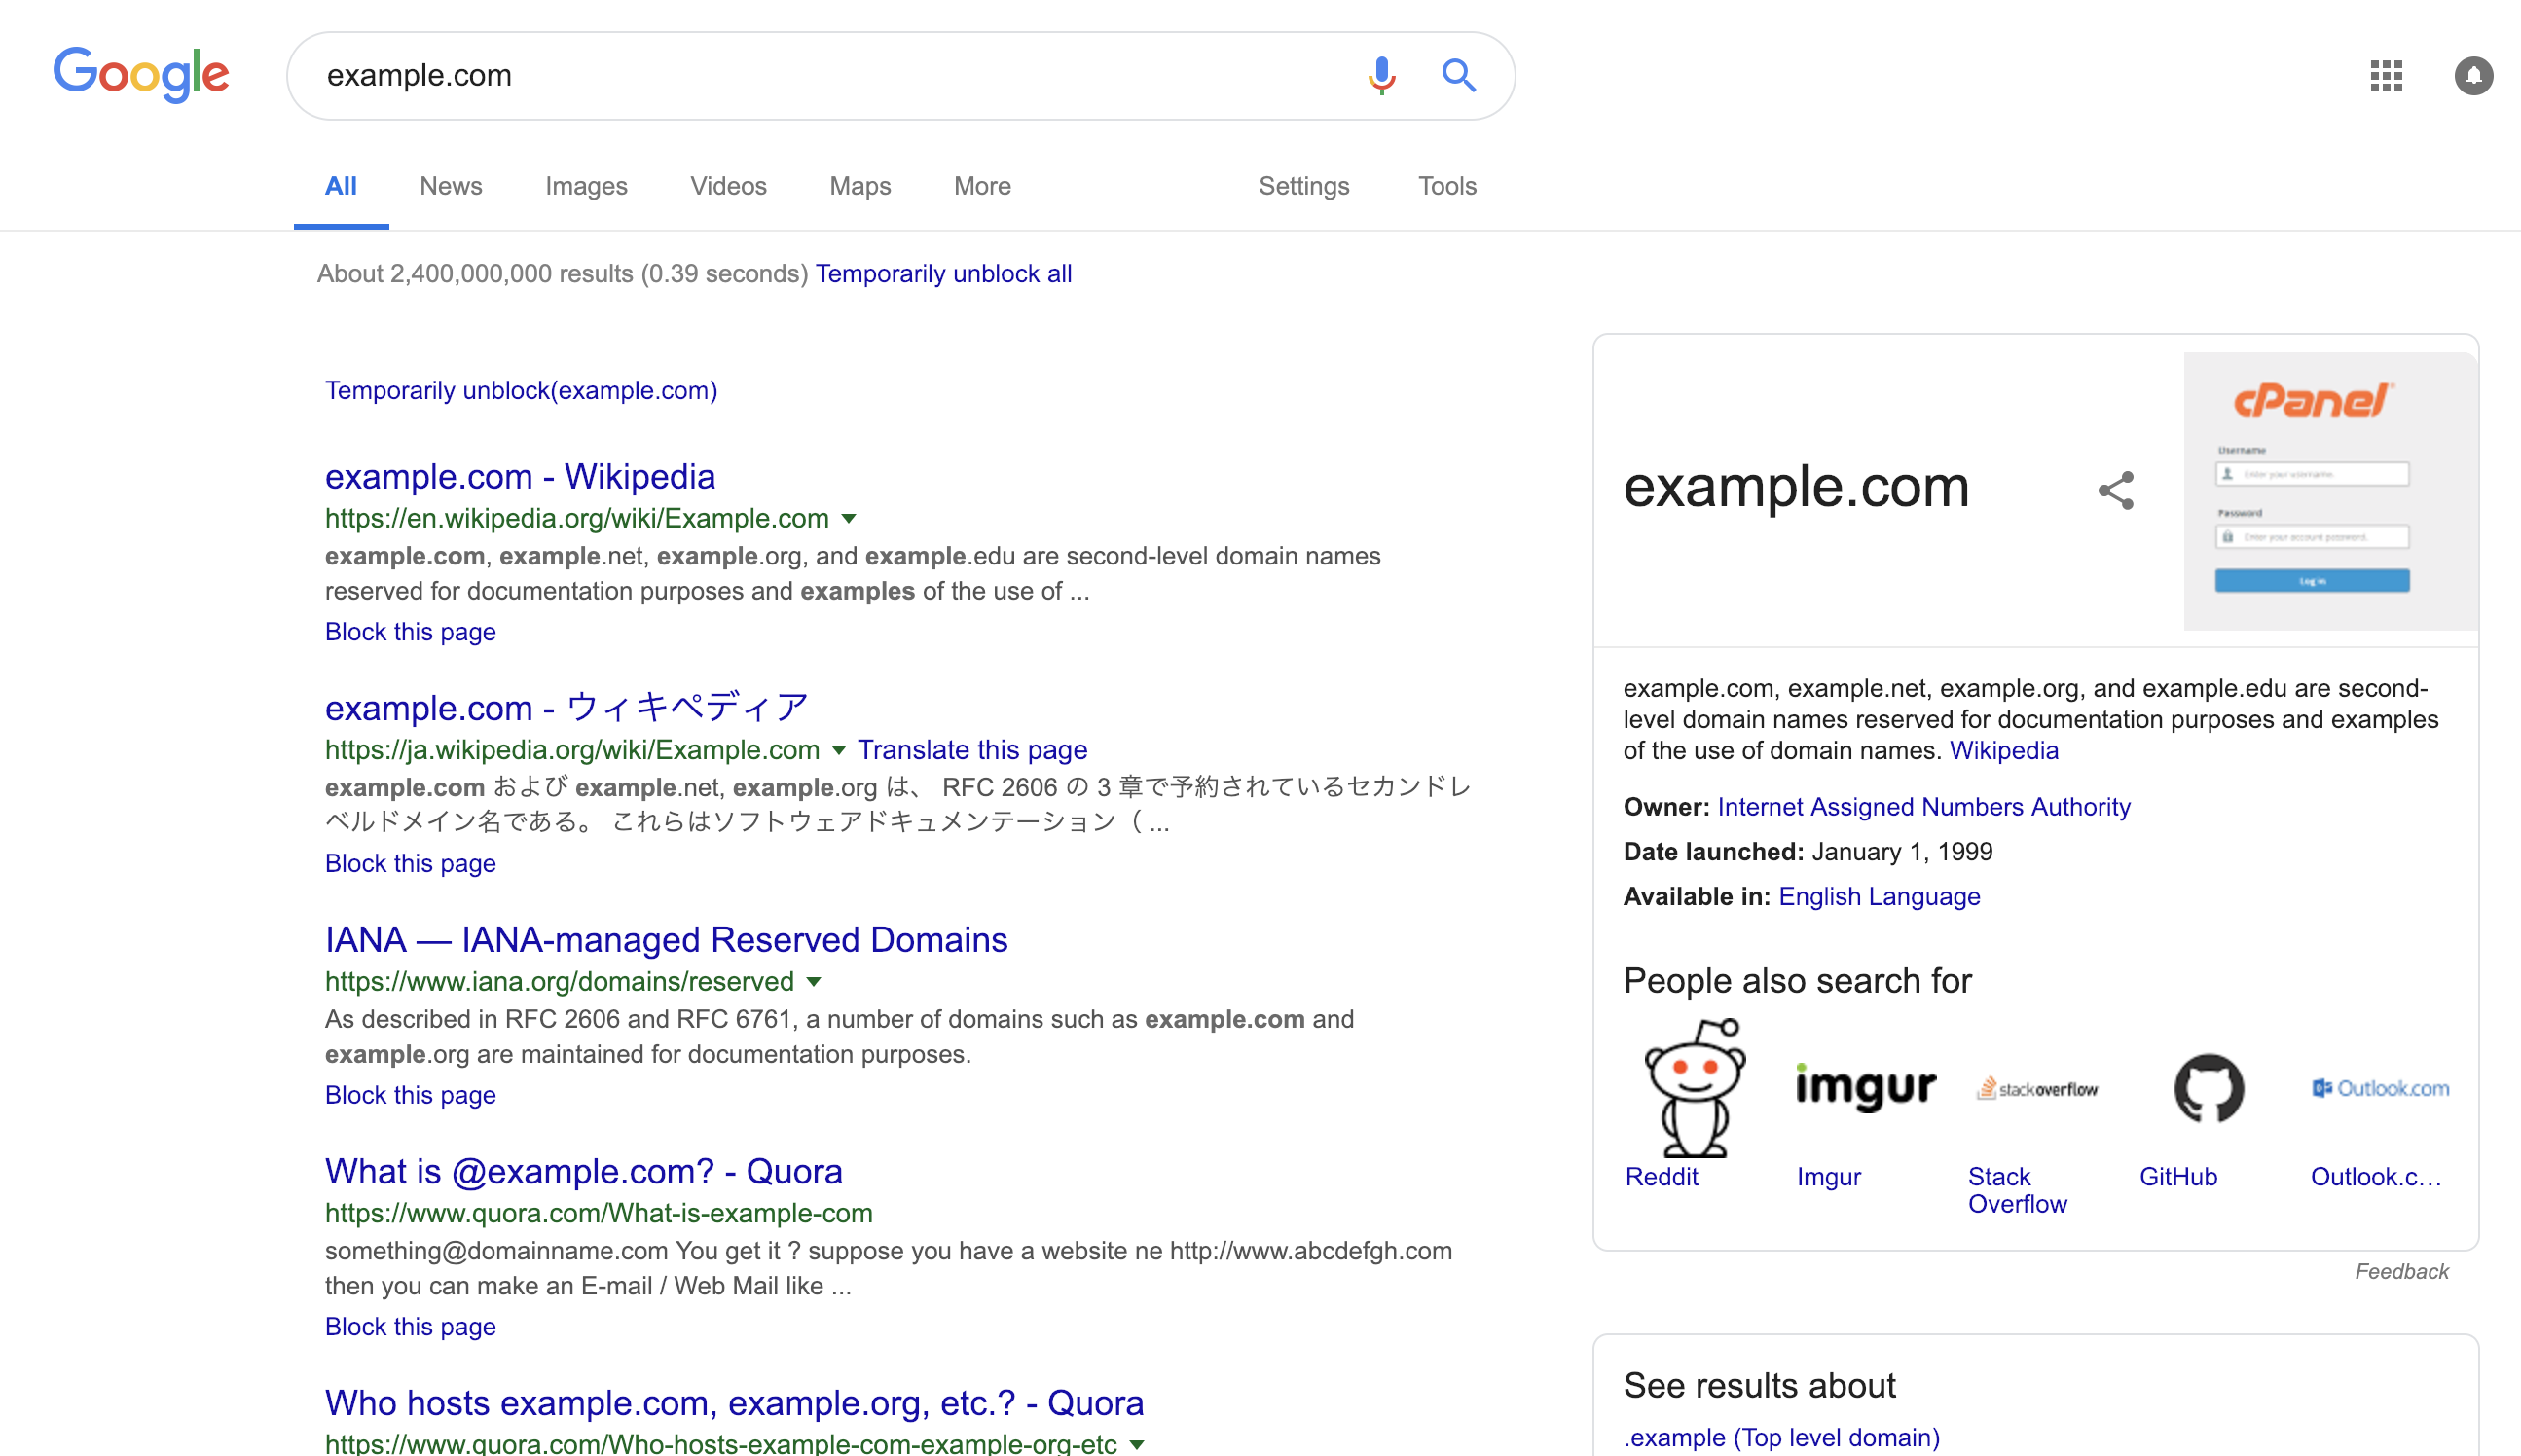 Google
example.com
All News Images Videos Maps More Settings Tools
About 2,400,000,000 results (0.39 seconds) Temporarily unblock all
Temporarily unblock(example.com)
example.com - Wikipedia
https://en.wikipedia.org/wiki/Example.com
example.com, example.net, example.org, and example.edu are second-level domain names
reserved for documentation purposes and examples of the use of ...
Block this page
example.com - ウィキペディア
https://ja.wikipedia.org/wiki/Example.com Translate this page
example.com および example.net, example.org は、 RFC 2606 の 3 章で予約されているセカンドレ
ベルドメイン名である。 これらはソフトウェアドキュメンテーション（ ...
Block this page
IANA — IANA-managed Reserved Domains
https://www.iana.org/domains/reserved
As described in RFC 2606 and RFC 6761, a number of domains such as example.com and
example.org are maintained for documentation purposes.
Block this page
What is @example.com? - Quora
https://www.quora.com/What-is-example-com
something@domainname.com You get it ? suppose you have a website ne http://www.abcdefgh.com
then you can make an E-mail / Web Mail like ...
Block this page
Who hosts example.com, example.org, etc.? - Quora
https://www.quora.com/Who-hosts-example-com-example-org-etc
example.com
cPanel
Username
Enter your username.
Password
Enter your account password.
Log in
example.com, example.net, example.org, and example.edu are second-
level domain names reserved for documentation purposes and examples
of the use of domain names. Wikipedia
Owner: Internet Assigned Numbers Authority
Date launched: January 1, 1999
Available in: English Language
People also search for
imgur stackoverflow Outlook.com
Reddit Imgur Stack GitHub Outlook.c...
Overflow
Feedback
See results about
.example (Top level domain)